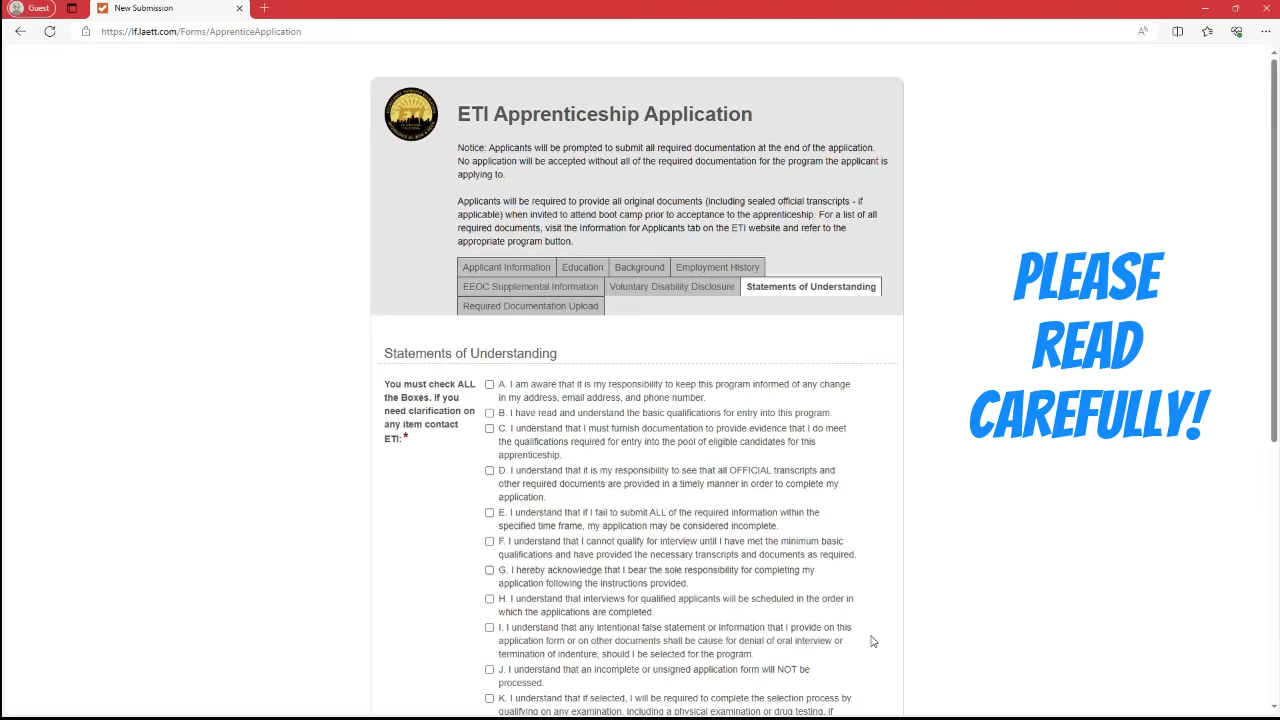 Guest
New Submission
https://lf.laett.com/Forms/ApprenticeApplication
ETI Apprenticeship Application
Notice: Applicants will be prompted to submit all required documentation at the end of the application.
No application will be accepted without all of the required documentation for the program the applicant is
applying to.
Applicants will be required to provide all original documents (including sealed official transcripts - if
applicable) when invited to attend boot camp prior to acceptance to the apprenticeship. For a list of all
required documents, visit the Information for Applicants tab on the ETI website and refer to the
appropriate program button.
Applicant Information Education Background Employment History
EEOC Supplemental Information Voluntary Disability Disclosure Statements of Understanding
Required Documentation Upload
PLEASE
READ
CAREFULLY!
Statements of Understanding
You must check ALL
the Boxes. If you
need clarification on
any item contact
ETI:*
A. I am aware that it is my responsibility to keep this program informed of any change
in my address, email address, and phone number.
B. I have read and understand the basic qualifications for entry into this program.
C. I understand that I must furnish documentation to provide evidence that I do meet
the qualifications required for entry into the pool of eligible candidates for this
apprenticeship.
D. I understand that it is my responsibility to see that all OFFICIAL transcripts and
other required documents are provided in a timely manner in order to complete my
application.
E. I understand that if I fail to submit ALL of the required information within the
specified time frame, my application may be considered incomplete.
F. I understand that I cannot qualify for interview until I have met the minimum basic
qualifications and have provided the necessary transcripts and documents as required.
G. I hereby acknowledge that I bear the sole responsibility for completing my
application following the instructions provided.
H. I understand that interviews for qualified applicants will be scheduled in the order in
which the applications are completed.
I. I understand that any intentional false statement or information that I provide on this
application form or on other documents shall be cause for denial of oral interview or
termination of indenture, should I be selected for the program.
J. I understand that an incomplete or unsigned application form will NOT be
processed.
K. I understand that if selected, I will be required to complete the selection process by
qualifying on any examination, including a physical examination or drug testing, if